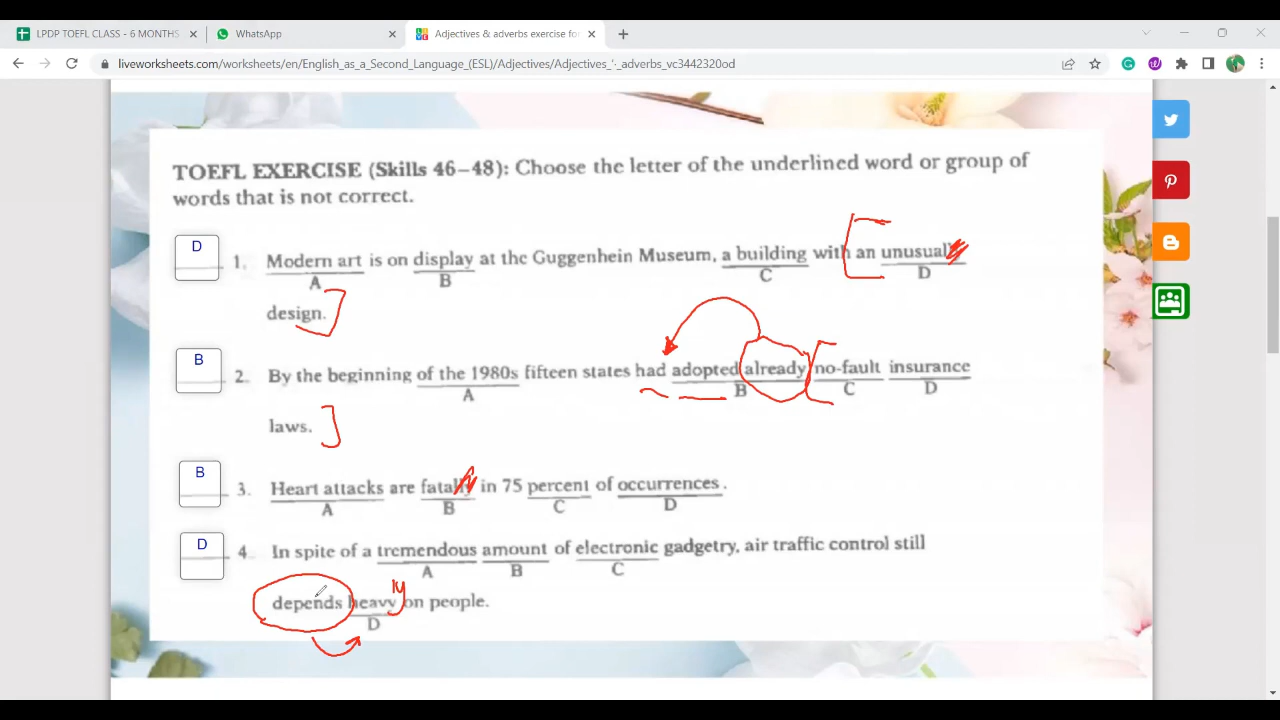 LPDP TOEFL CLASS - 6 MONTHS
WhatsApp
Adjectives & adverbs exercise for
liveworksheets.com/worksheets/en/English_as_a_Second_Language_(ESL)/Adjectives/Adjectives_'-_adverbs_vc3442320od
TOEFL EXERCISE (Skills 46–48): Choose the letter of the underlined word or group of
words that is not correct.
D 1. Modern art is on display at the Guggenhein Museum, a building with an unusually
A B C D
design.
B 2. By the beginning of the 1980s fifteen states had adopted already no-fault insurance
A B C D
laws.
B 3. Heart attacks are fatally in 75 percent of occurrences.
A B C D
D 4. In spite of a tremendous amount of electronic gadgetry, air traffic control still
A B C
ly
depends heavy on people.
D